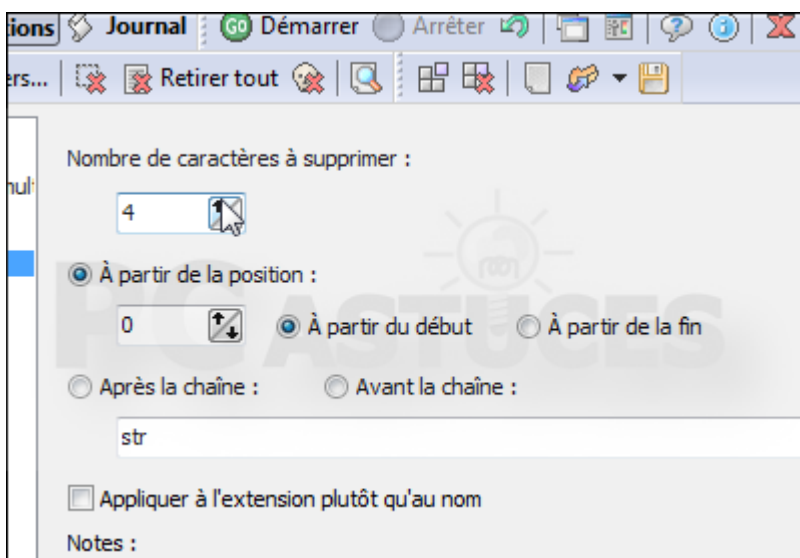 ions Journal GO Démarrer Arrêter
ers... Retirer tout
Nombre de caractères à supprimer :
4
À partir de la position :
0 À partir du début À partir de la fin
PC ASTUCES
Après la chaîne : Avant la chaîne :
str
Appliquer à l'extension plutôt qu'au nom
Notes :